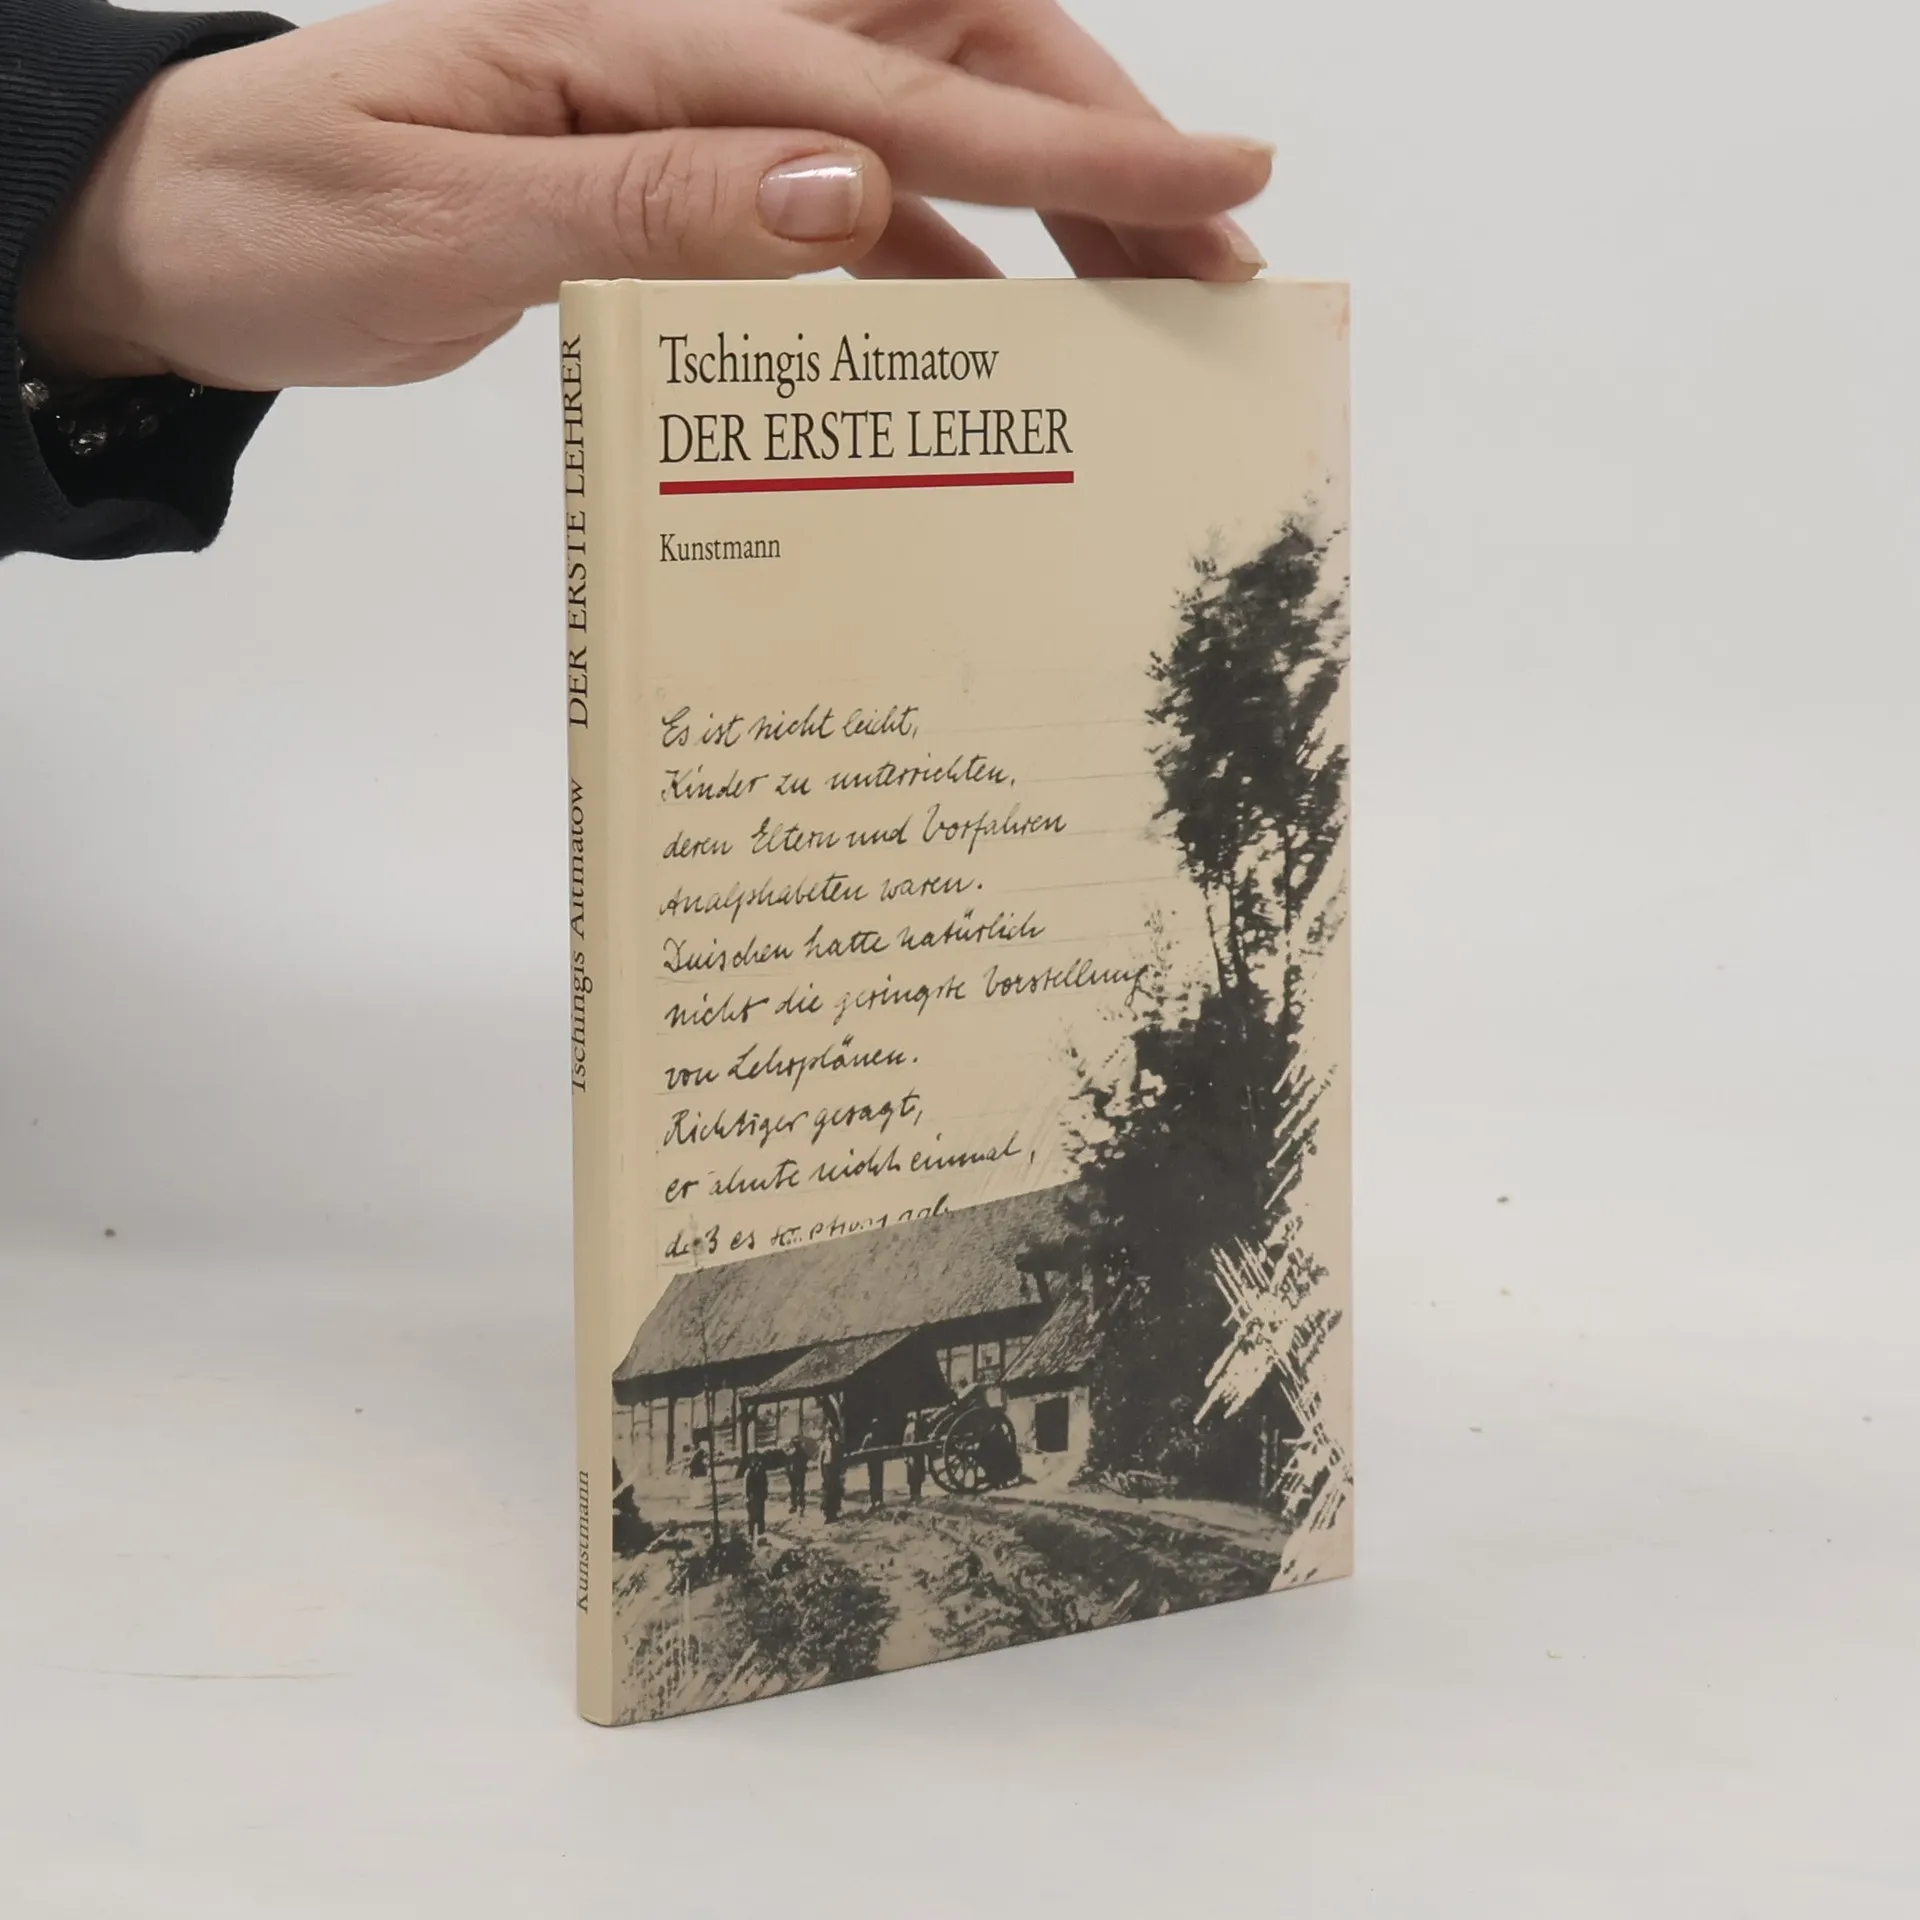 Tschingis Aitmatow
DER ERSTE LEHRER
Kunstmann
Es ist nicht leicht,
Kinder zu unterrichten,
deren Eltern und Vorfahren
Analphabeten waren.
Duischen hatte natürlich
nicht die geringste Vorstellung
von Lehrplänen.
Richtiger gesagt,
er ahnte nicht einmal,
daß es
Tschingis Aitmatow DER ERSTE LEHRER
Kunstmann